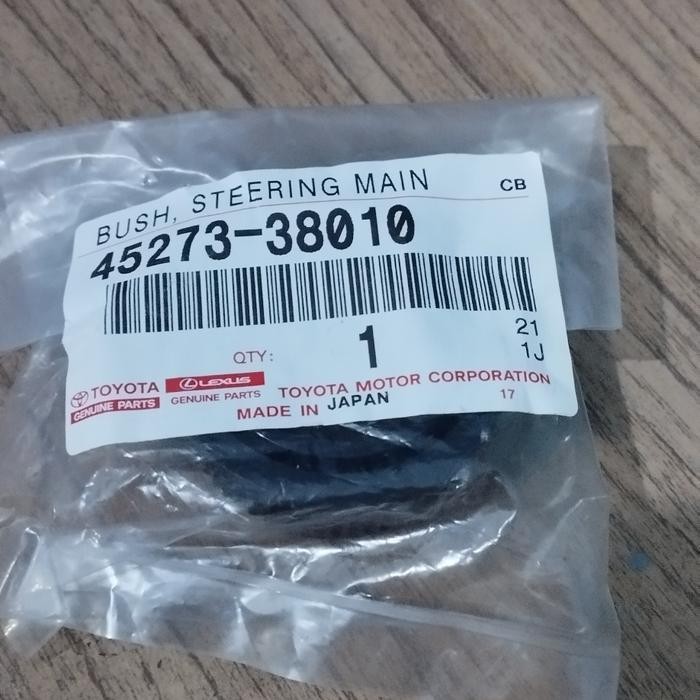 BUSH, STEERING MAIN
CB
45273-38010
QTY: 1
21
1J
TOYOTA
GENUINE PARTS
LEXUS
GENUINE PARTS
TOYOTA MOTOR CORPORATION
MADE IN JAPAN
17